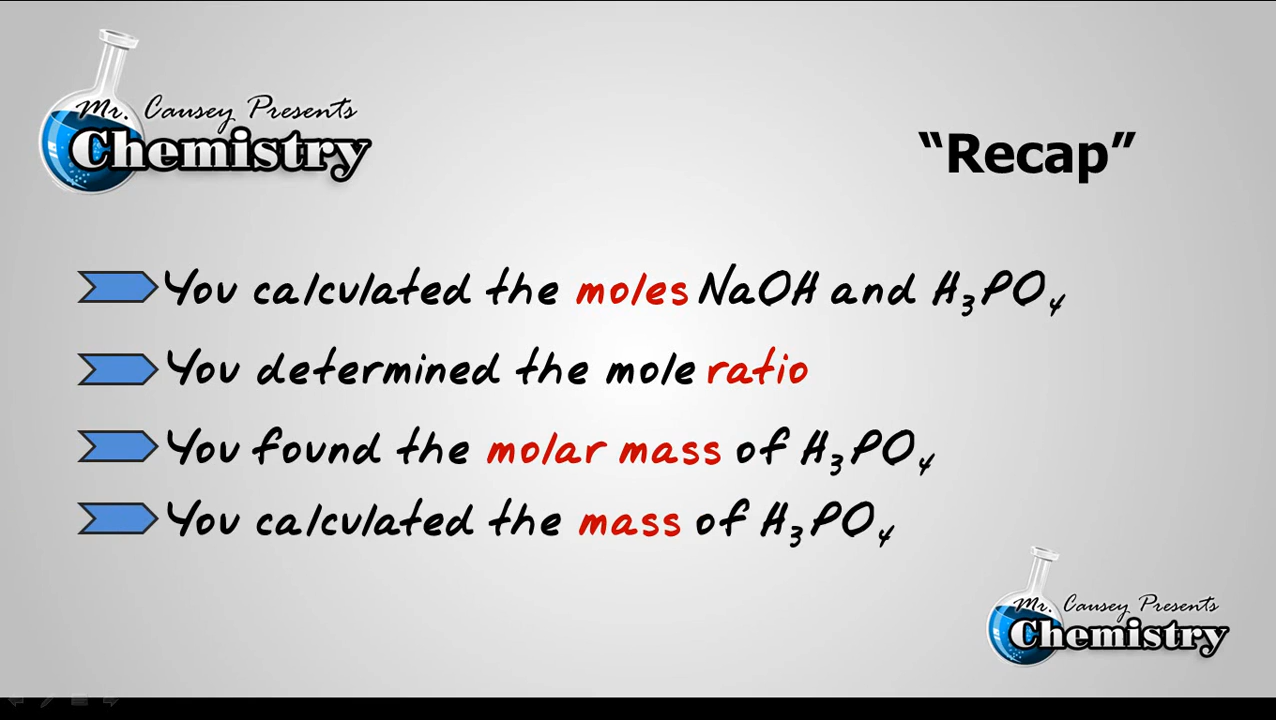 Mr. Causey Presents
Chemistry
"Recap"
You calculated the moles NaOH and H₃PO₄
You determined the mole ratio
You found the molar mass of H₃PO₄
You calculated the mass of H₃PO₄
Mr. Causey Presents
Chemistry